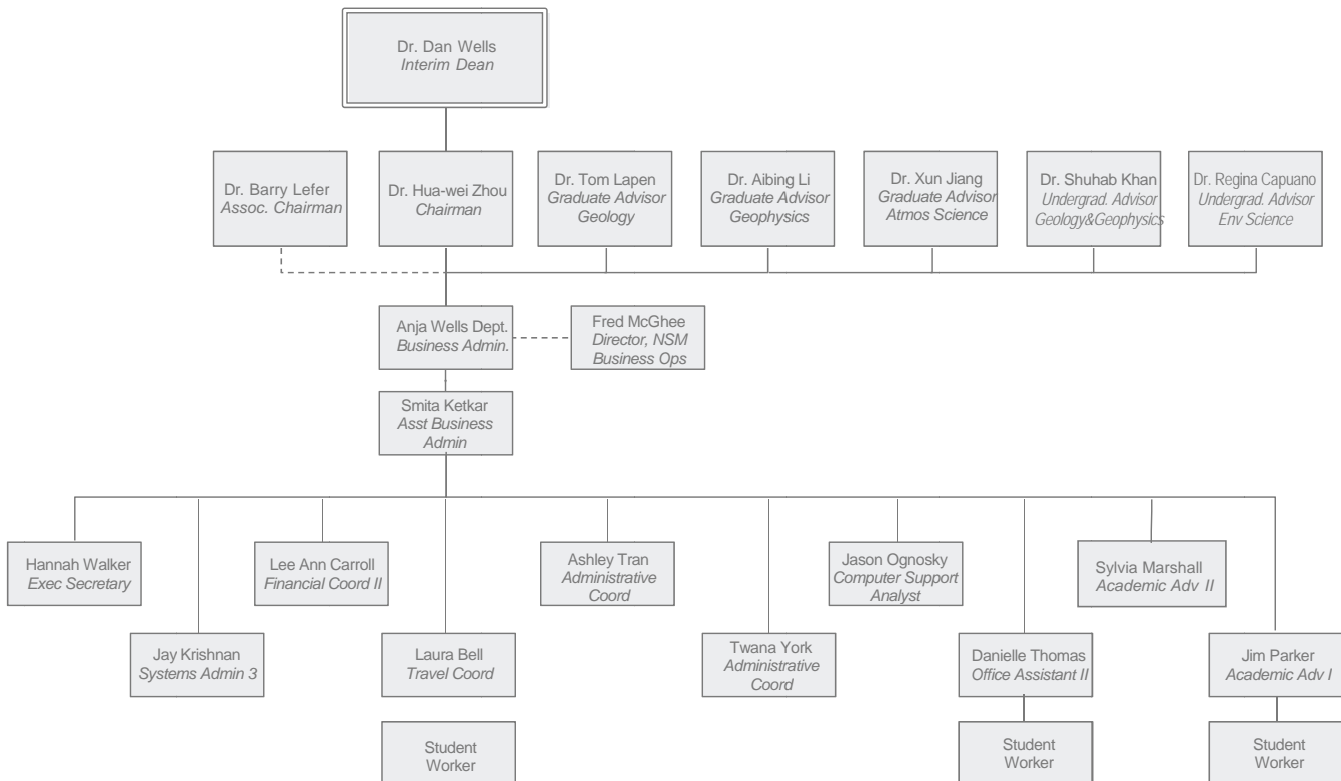 Dr. Dan Wells
Interim Dean
Dr. Barry Lefer
Assoc. Chairman
Dr. Hua-wei Zhou
Chairman
Dr. Tom Lapen
Graduate Advisor
Geology
Dr. Aibing Li
Graduate Advisor
Geophysics
Dr. Xun Jiang
Graduate Advisor
Atmos Science
Dr. Shuhab Khan
Undergrad. Advisor
Geology&Geophysics
Dr. Regina Capuano
Undergrad. Advisor
Env Science
Anja Wells Dept.
Business Admin.
Fred McGhee
Director, NSM
Business Ops
Smita Ketkar
Asst Business
Admin
Hannah Walker
Exec Secretary
Lee Ann Carroll
Financial Coord II
Ashley Tran
Administrative
Coord
Jason Ognosky
Computer Support
Analyst
Sylvia Marshall
Academic Adv II
Jay Krishnan
Systems Admin 3
Laura Bell
Travel Coord
Twana York
Administrative
Coord
Danielle Thomas
Office Assistant II
Jim Parker
Academic Adv I
Student
Worker
Student
Worker
Student
Worker